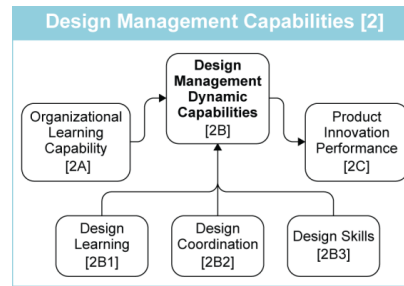 Design Management Capabilities [2]
Design
Management
Dynamic
Capabilities
[2B]
Organizational
Learning
Capability
[2A]
Product
Innovation
Performance
[2C]
Design
Learning
[2B1]
Design
Coordination
[2B2]
Design Skills
[2B3]